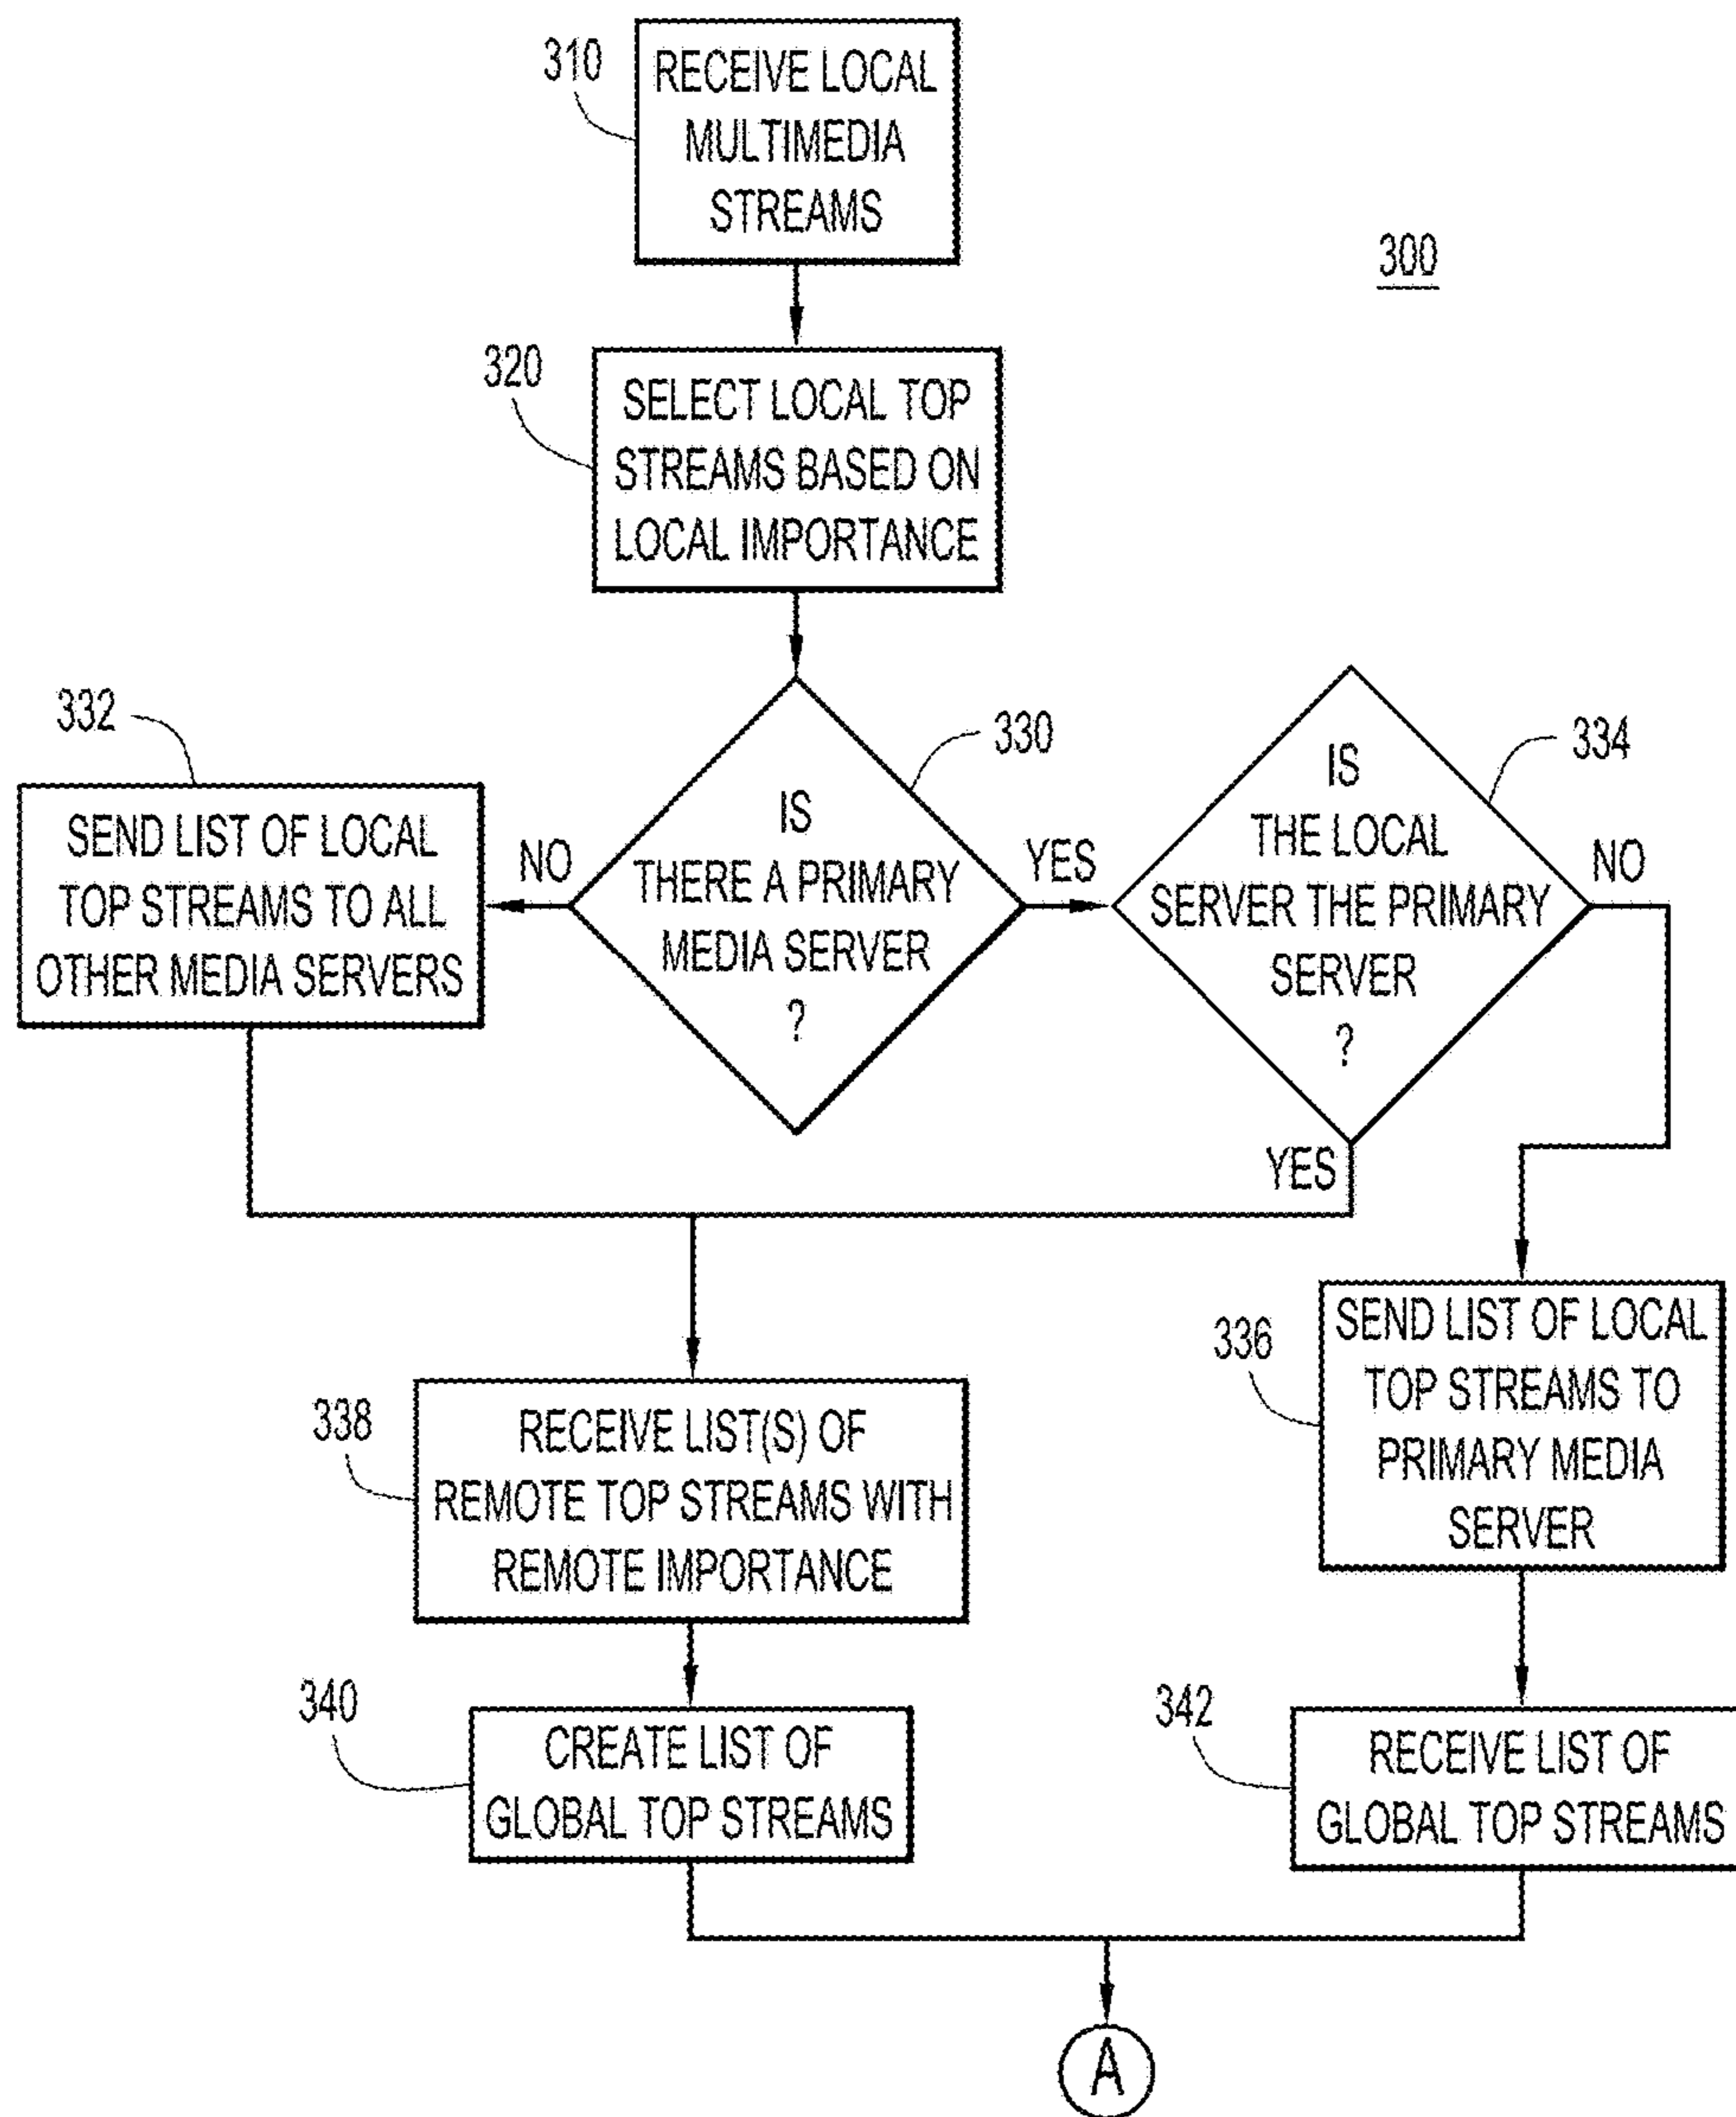 310
RECEIVE LOCAL
MULTIMEDIA
STREAMS
300
320
SELECT LOCAL TOP
STREAMS BASED ON
LOCAL IMPORTANCE
332
SEND LIST OF LOCAL
TOP STREAMS TO ALL
OTHER MEDIA SERVERS
NO
330
IS
THERE A PRIMARY
MEDIA SERVER
?
YES
334
IS
THE LOCAL
SERVER THE PRIMARY
SERVER
?
NO
YES
338
RECEIVE LIST(S) OF
REMOTE TOP STREAMS WITH
REMOTE IMPORTANCE
336
SEND LIST OF LOCAL
TOP STREAMS TO
PRIMARY MEDIA
SERVER
340
CREATE LIST OF
GLOBAL TOP STREAMS
342
RECEIVE LIST OF
GLOBAL TOP STREAMS
A